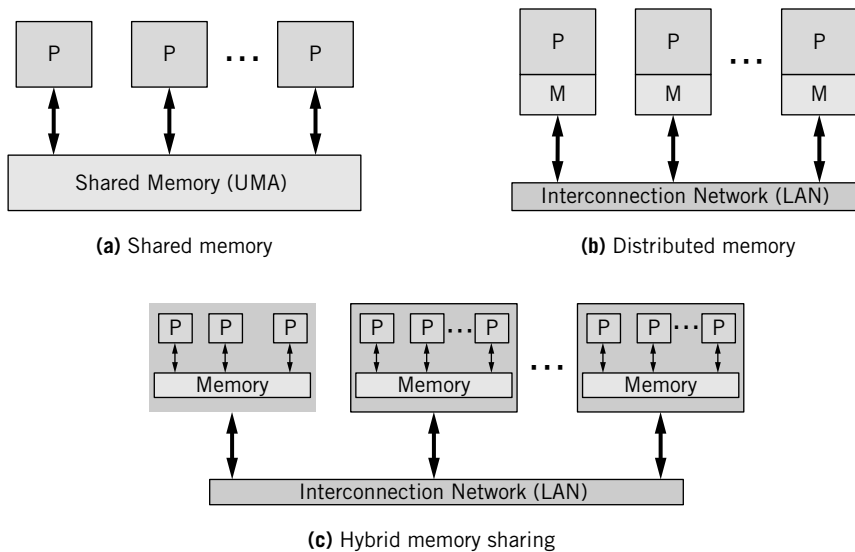 P P ... P
Shared Memory (UMA)
(a) Shared memory
P P ... P
M M M
Interconnection Network (LAN)
(b) Distributed memory
P P P
Memory
P P ... P
Memory
...
P P ... P
Memory
Interconnection Network (LAN)
(c) Hybrid memory sharing